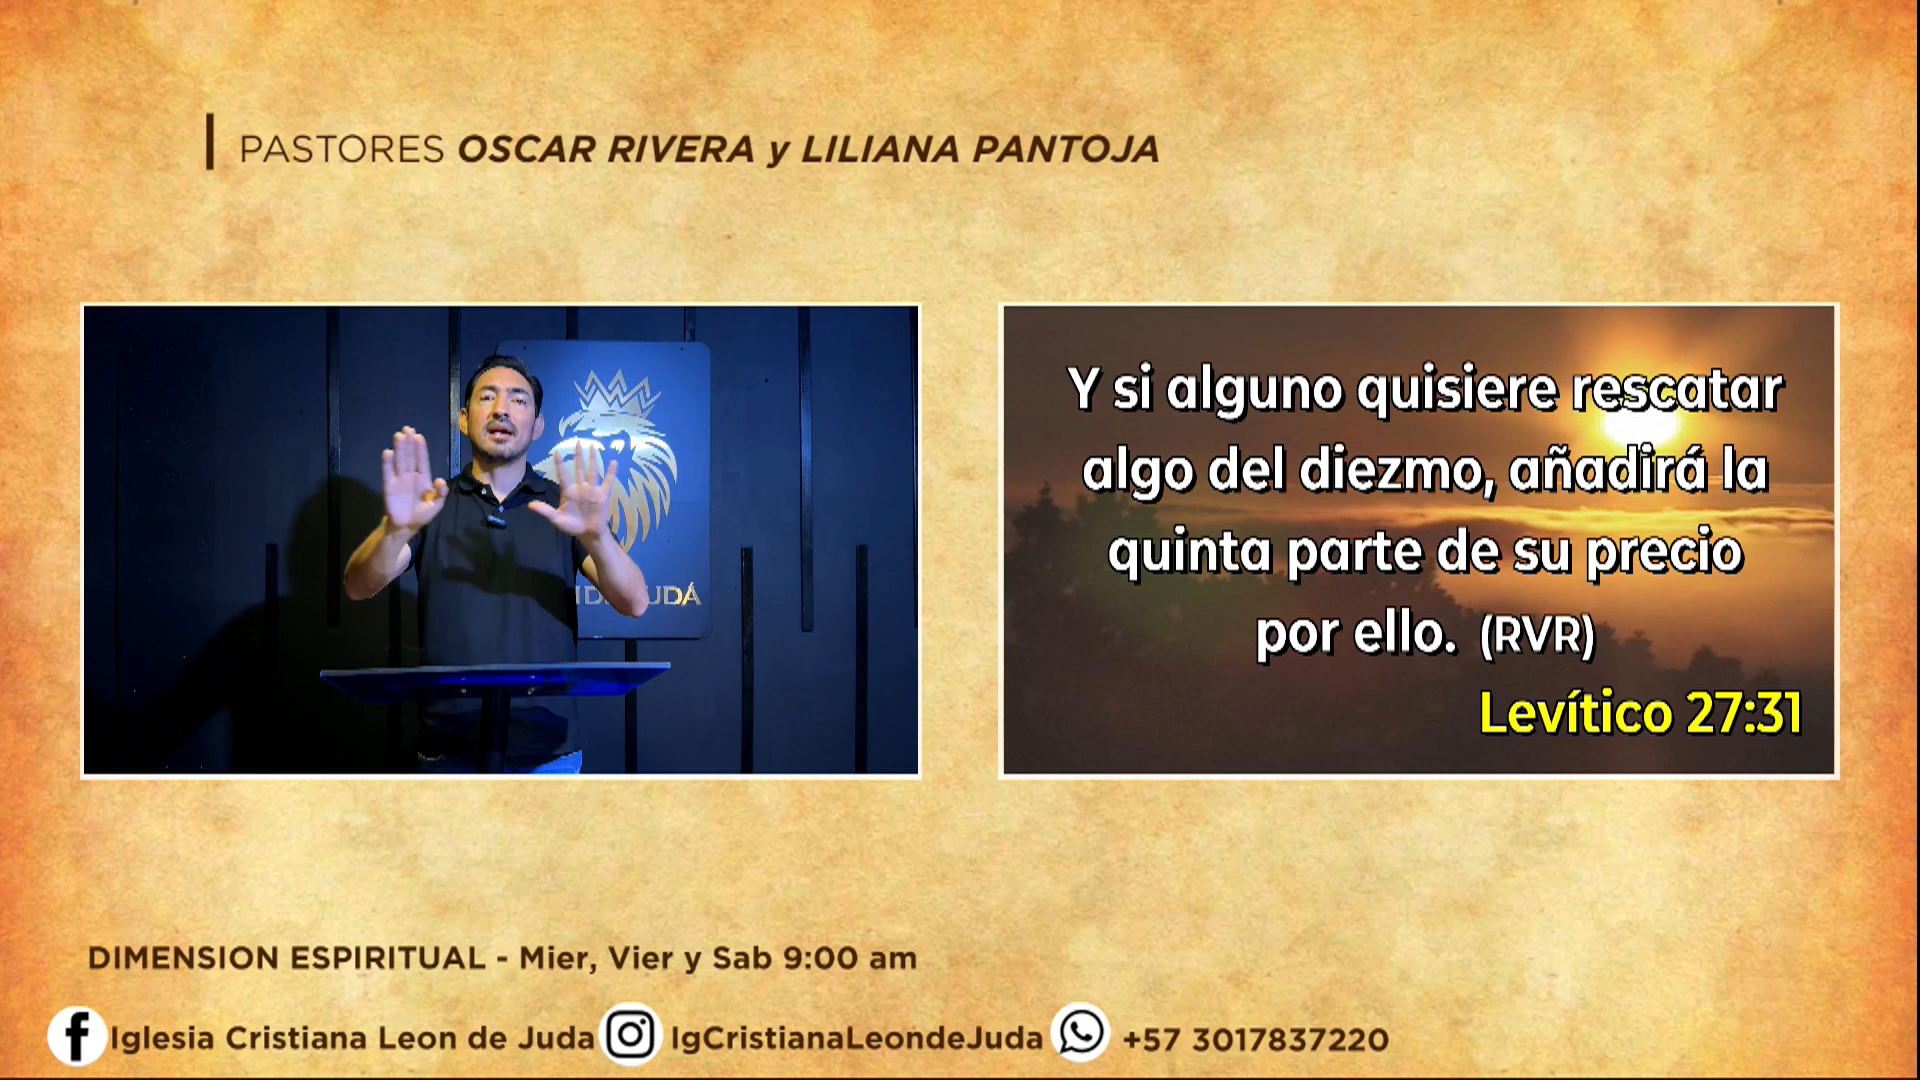 PASTORES OSCAR RIVERA y LILIANA PANTOJA
UDÁ
Y si alguno quisiere rescatar
algo del diezmo, añadirá la
quinta parte de su precio
por ello. (RVR)
Levítico 27:31
DIMENSION ESPIRITUAL - Mier, Vier y Sab 9:00 am
Iglesia Cristiana Leon de Juda IgCristianaLeondeJuda +57 3017837220